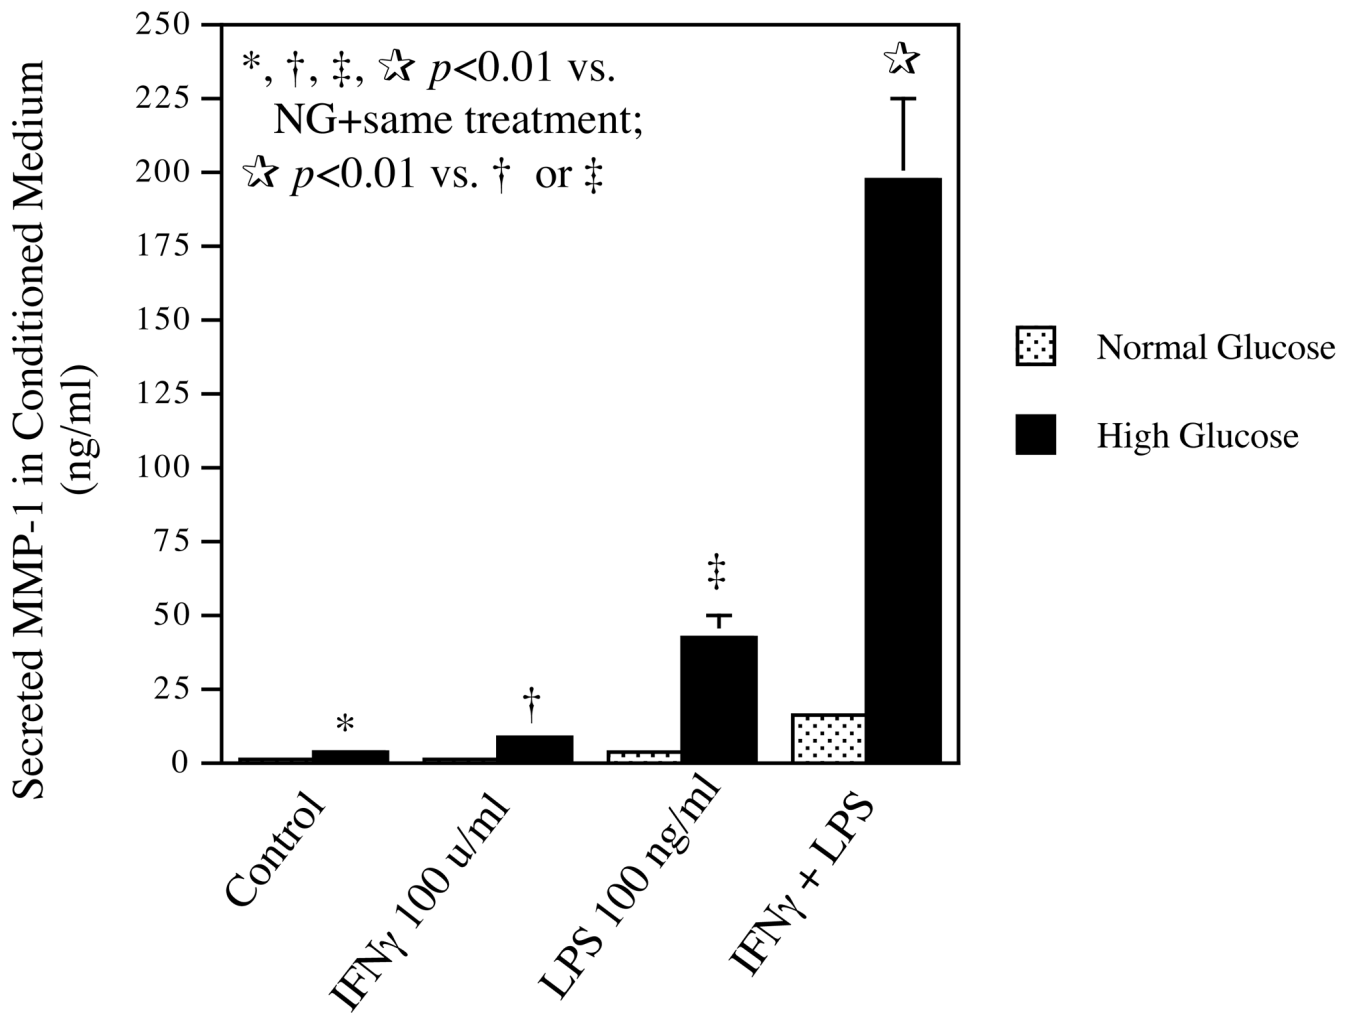 Secreted MMP-1 in Conditioned Medium
(ng/ml)
250
225
200
175
150
125
100
75
50
25
0
*, †, ‡, ☆ p<0.01 vs.
NG+same treatment;
☆ p<0.01 vs. † or ‡
*
†
‡
☆
Control
IFNγ 100 u/ml
LPS 100 ng/ml
IFNγ + LPS
Normal Glucose
High Glucose